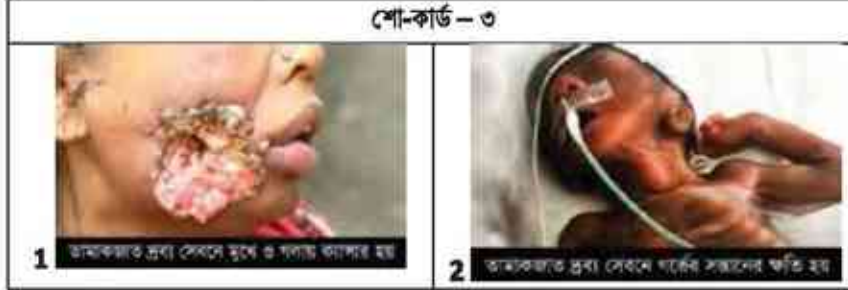 শো-কার্ড – ৩
1 তামাকজাত দ্রব্য সেবনে মুখে ও গলায় ক্যান্সার হয়
2 তামাকজাত দ্রব্য সেবনে গর্ভের সন্তানের ক্ষতি হয়